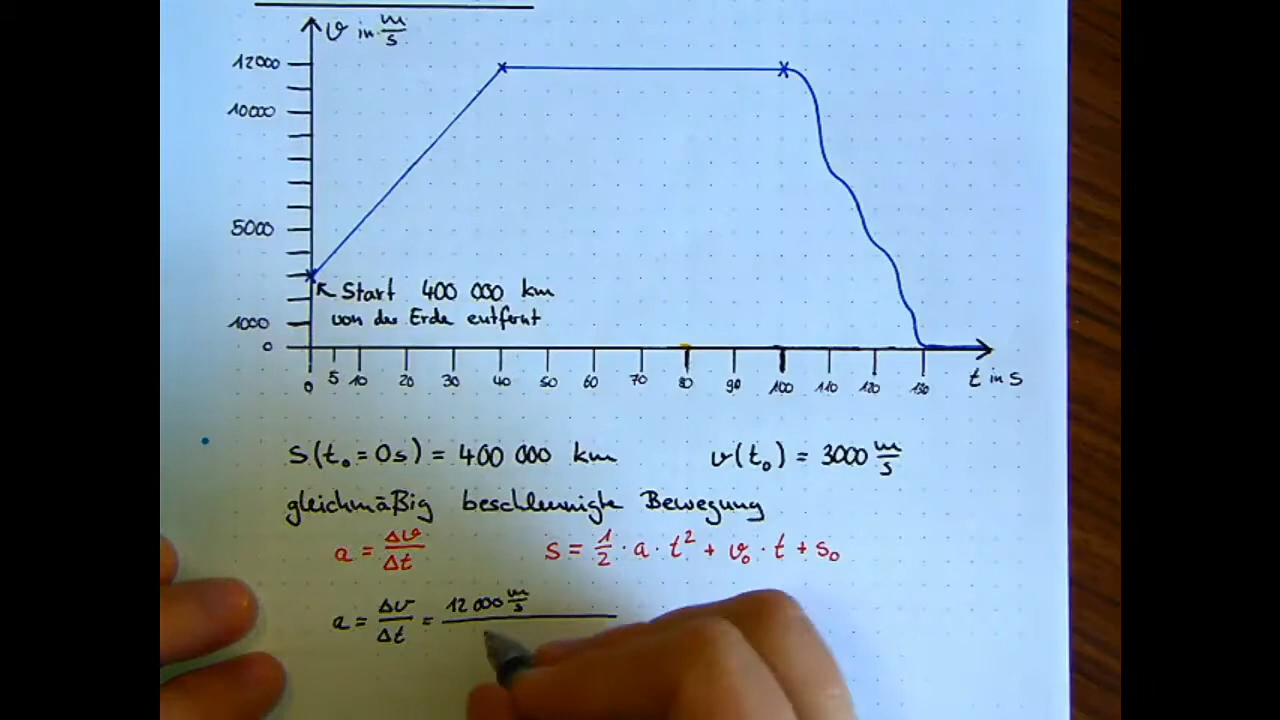 v in m/s
12000
10000
5000
Start 400 000 km
von der Erde entfernt
1000
0
0 5 10 20 30 40 50 60 70 80 90 100 110 120 130
t in s
s(t₀=0s) = 400 000 km v(t₀) = 3000 m/s
gleichmäßig beschleunigte Bewegung
a = Δv/Δt s = 1/2 · a · t² + v₀ · t + s₀
a = Δv/Δt = 12 000 m/s